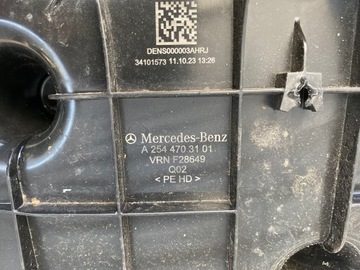 DENS000003AHRJ
34101573 11.10.23 13:26
Mercedes-Benz
A 254 470 31 01
VRN F28649
Q02
< PE HD >